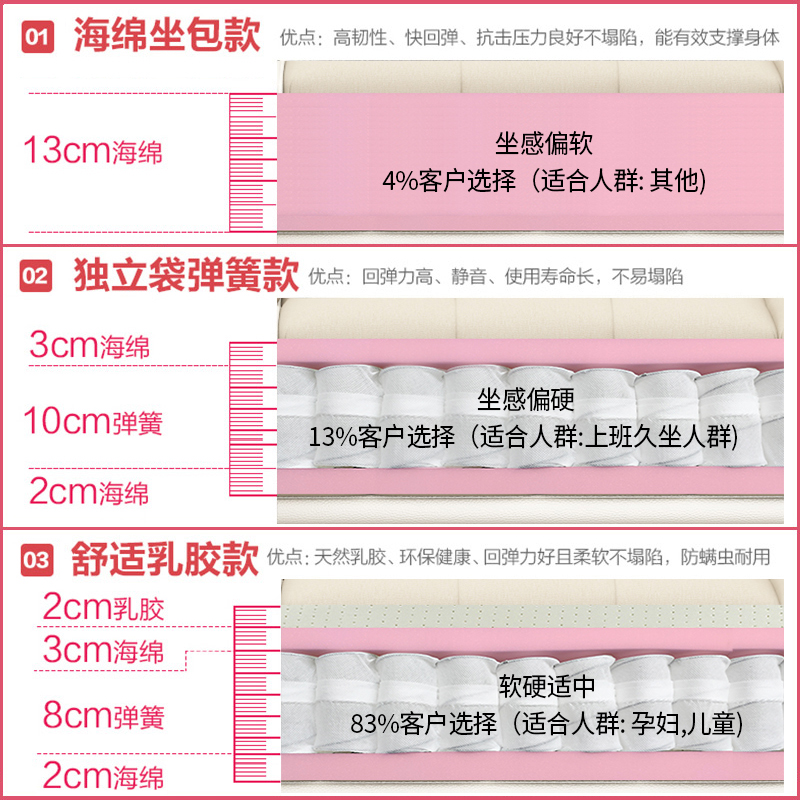 01 海绵坐包款 优点: 高韧性、快回弹、抗击压力良好不塌陷，能有效支撑身体
13cm海绵
坐感偏软
4%客户选择（适合人群: 其他)
02 独立袋弹簧款 优点: 回弹力高、静音、使用寿命长，不易塌陷
3cm海绵
10cm弹簧
2cm海绵
坐感偏硬
13%客户选择（适合人群:上班久坐人群)
03 舒适乳胶款 优点: 天然乳胶、环保健康、回弹力好且柔软不塌陷，防螨虫耐用
2cm乳胶
3cm海绵
8cm弹簧
2cm海绵
软硬适中
83%客户选择（适合人群: 孕妇,儿童)